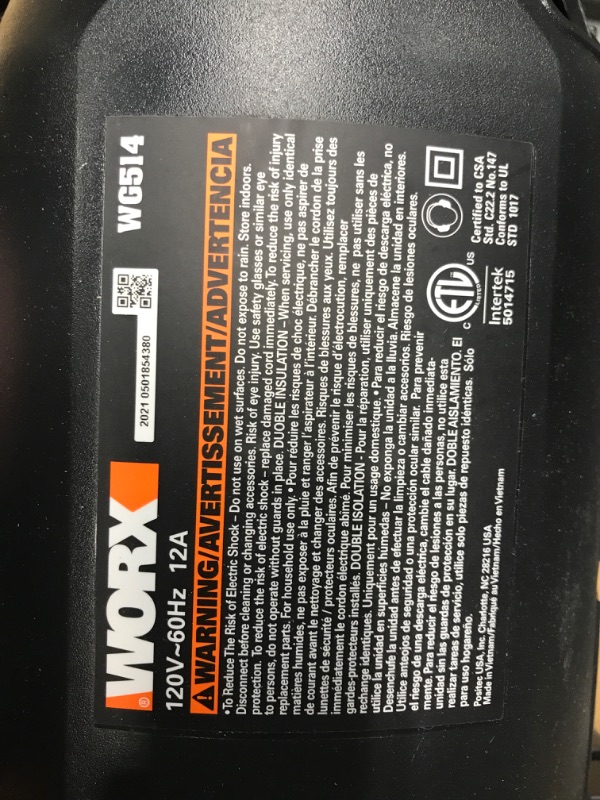 WORX®
2021 0501854380
WG514
120V~60Hz 12A
WARNING/AVERTISSEMENT/ADVERTENCIA
• To Reduce The Risk of Electric Shock – Do not use on wet surfaces. Do not expose to rain. Store indoors.
Disconnect before cleaning or changing accessories. Risk of eye injury. Use safety glasses or similar eye
protection. To reduce the risk of electric shock – replace damaged cord immediately. To reduce the risk of injury
to persons, do not operate without guards in place. DUOBLE INSULATION – When servicing, use only identical
replacement parts. For household use only. • Pour réduire les risques de choc électrique, ne pas aspirer de
matières humides, ne pas exposer à la pluie et ranger l'aspirateur à l'intérieur. Débrancher le cordon de la prise
de courant avant le nettoyage et changer des accessoires. Risques de blessures aux yeux. Utilisez toujours des
lunettes de sécurité / protecteurs oculaires. Afin de prévenir le risque d'électrocution, remplacer
immédiatement le cordon électrique abîmé. Pour minimiser les risques de blessures, ne pas utiliser sans les
gardés-protecteurs installés. DOUBLE ISOLATION - Pour la réparation, utiliser uniquement des pièces de
rechange identitques. Uniquement pour un usage domestique. • Para reducir el riesgo de descarga eléctrica, no
utilice la unidad en superficies húmedas – No exponga la unidad a la lluvia. Almacene la unidad en interiores.
Desenchufe la unidad antes de efectuar la limpieza o cambiar accesorios. Riesgo de lesiones oculares.
Utilice anteojos de seguridad o una protección ocular similar. Para prevenir
el riesgo de una descarga eléctrica, cambie el cable dañado inmediata-
mente. Para reducir el riesgo de lesiones a las personas, no utilice esta
unidad sin las guardas de protección en su lugar. DOBLE AISLAMIENTO. El
realizar tareas de servicio, utilice solo piezas de repuesto idénticas. Solo
para uso hogareño.
Positec USA, Inc. Charlotte, NC 28216 USA
Made in Vietnam/Fabriqué au Vietnam/Hecho en Vietnam
C ETL US
LISTED
Intertek
5014715
Certified to CSA
Std. C22.2 No.147
Conforms to UL
STD 1017